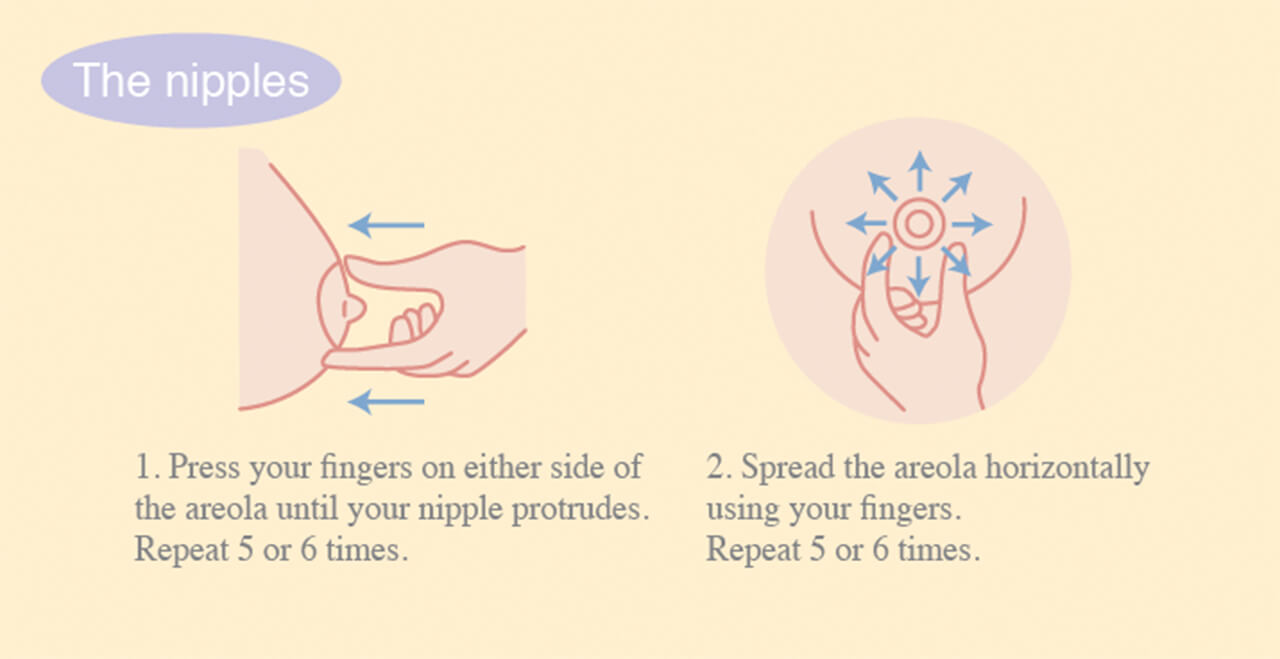 The nipples
1. Press your fingers on either side of
the areola until your nipple protrudes.
Repeat 5 or 6 times.
2. Spread the areola horizontally
using your fingers.
Repeat 5 or 6 times.